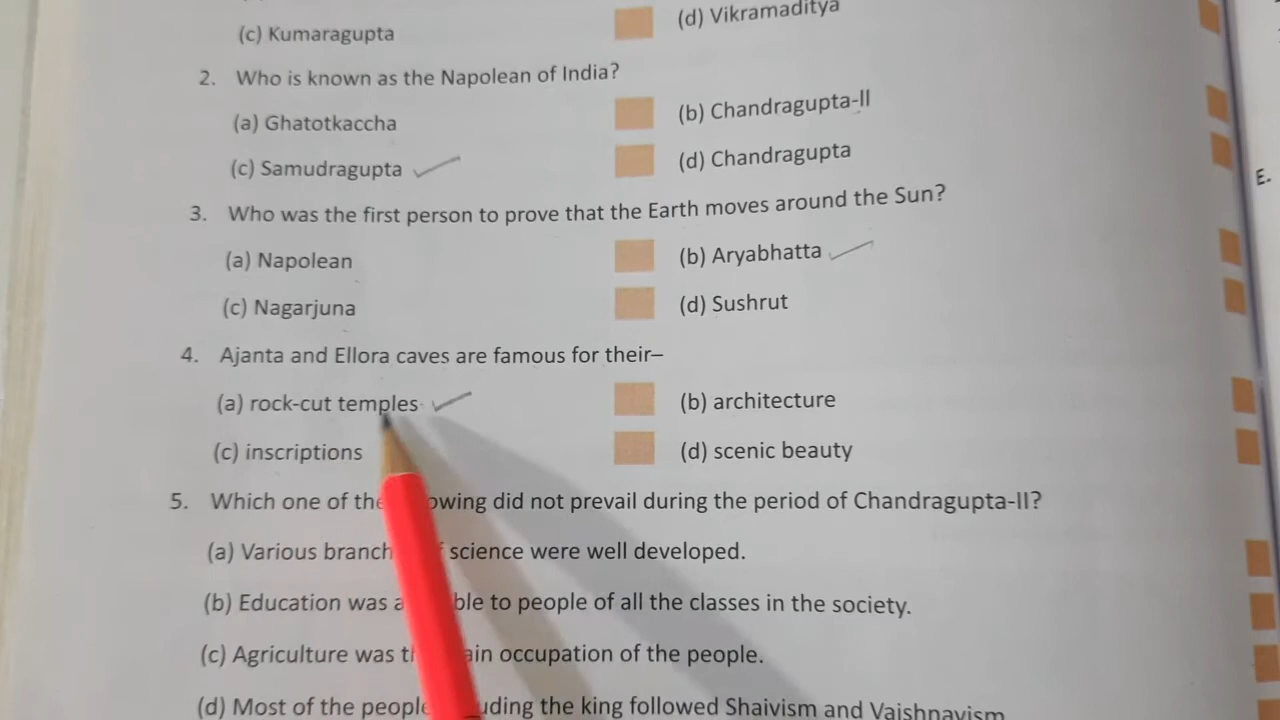 (c) Kumaragupta
(d) Vikramaditya
2. Who is known as the Napolean of India?
(a) Ghatotkaccha
(b) Chandragupta-II
(c) Samudragupta
(d) Chandragupta
3. Who was the first person to prove that the Earth moves around the Sun?
(a) Napolean
(b) Aryabhatta
(c) Nagarjuna
(d) Sushrut
4. Ajanta and Ellora caves are famous for their–
(a) rock-cut temples
(b) architecture
(c) inscriptions
(d) scenic beauty
5. Which one of the owing did not prevail during the period of Chandragupta-II?
(a) Various branch science were well developed.
(b) Education was a ble to people of all the classes in the society.
(c) Agriculture was th ain occupation of the people.
(d) Most of the people uding the king followed Shaivism and Vaishnavism
E.